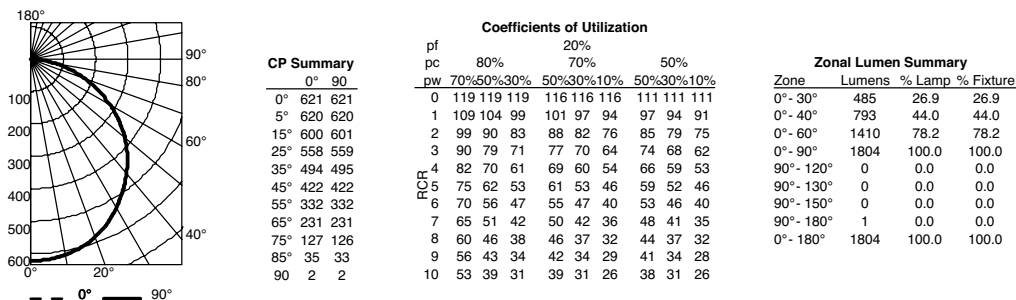 180°
90°
80°
100
200
60°
300
400
500
40°
600
0° 20°
0° 90°
CP Summary
0° 90
0° 621 621
5° 620 620
15° 600 601
25° 558 559
35° 494 495
45° 422 422
55° 332 332
65° 231 231
75° 127 126
85° 35 33
90 2 2
Coefficients of Utilization
pf 20%
pc 80% 70% 50%
pw 70%50%30% 50%30%10% 50%30%10%
RCR
0 119 119 119 116 116 116 111 111 111
1 109 104 99 101 97 94 97 94 91
2 99 90 83 88 82 76 85 79 75
3 90 79 71 77 70 64 74 68 62
4 82 70 61 69 60 54 66 59 53
5 75 62 53 61 53 46 59 52 46
6 70 56 47 55 47 40 53 46 40
7 65 51 42 50 42 36 48 41 35
8 60 46 38 46 37 32 44 37 32
9 56 43 34 42 34 29 41 34 28
10 53 39 31 39 31 26 38 31 26
Zonal Lumen Summary
Zone Lumens % Lamp % Fixture
0°- 30° 485 26.9 26.9
0°- 40° 793 44.0 44.0
0°- 60° 1410 78.2 78.2
0°- 90° 1804 100.0 100.0
90°- 120° 0 0.0 0.0
90°- 130° 0 0.0 0.0
90°- 150° 0 0.0 0.0
90°- 180° 1 0.0 0.0
0°- 180° 1804 100.0 100.0